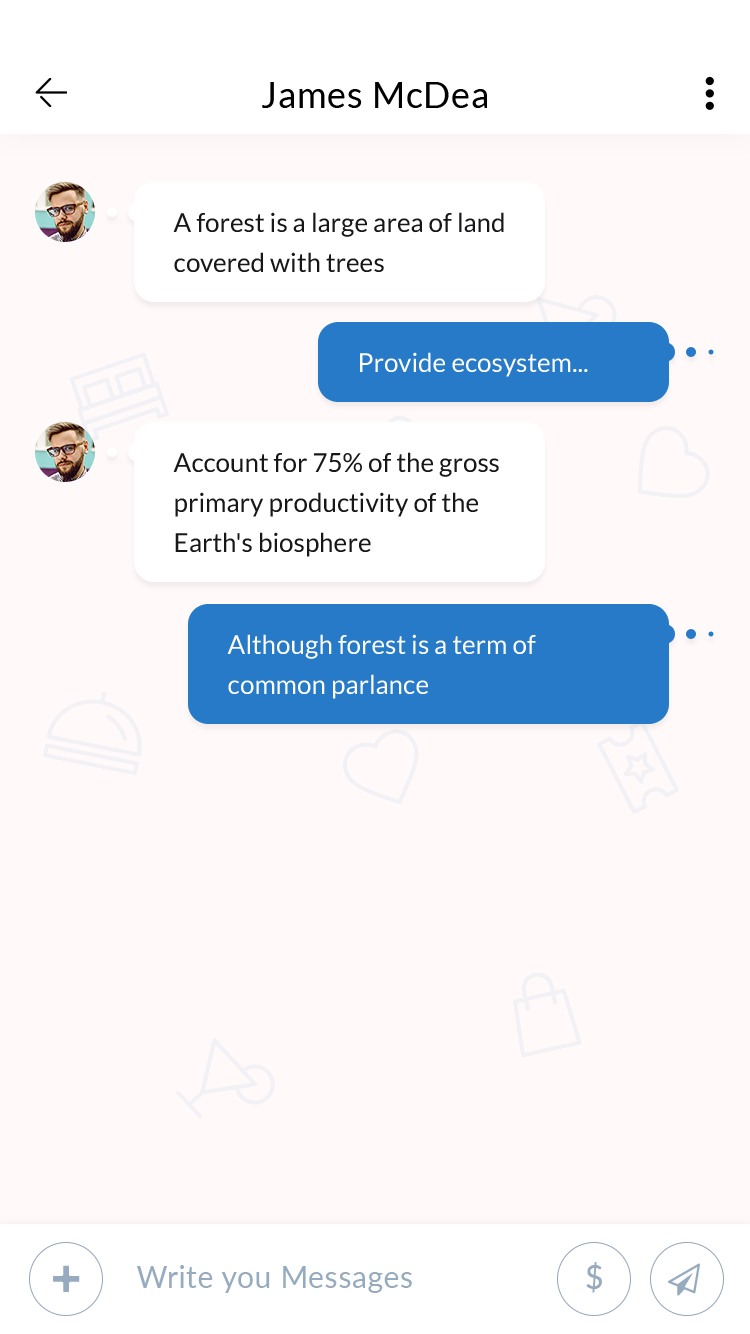 James McDea
A forest is a large area of land
covered with trees
Provide ecosystem...
Account for 75% of the gross
primary productivity of the
Earth's biosphere
Although forest is a term of
common parlance
Write you Messages
$